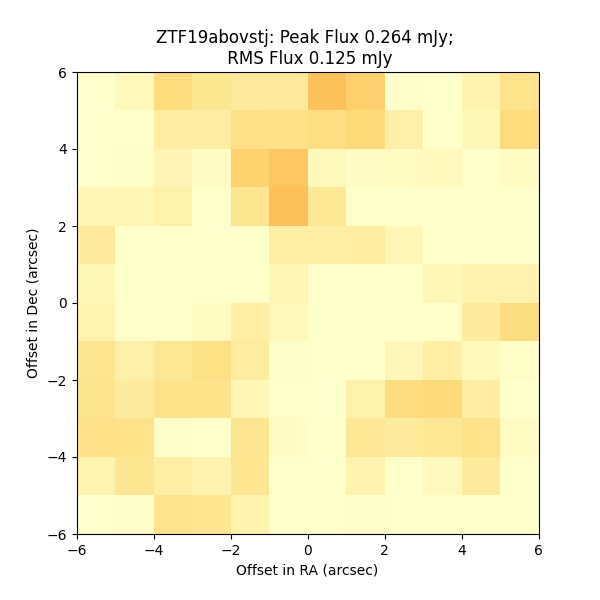 ZTF19abovstj: Peak Flux 0.264 mJy;
RMS Flux 0.125 mJy
6
4
2
0
−2
−4
−6
Offset in Dec (arcsec)
−6 −4 −2 0 2 4 6
Offset in RA (arcsec)